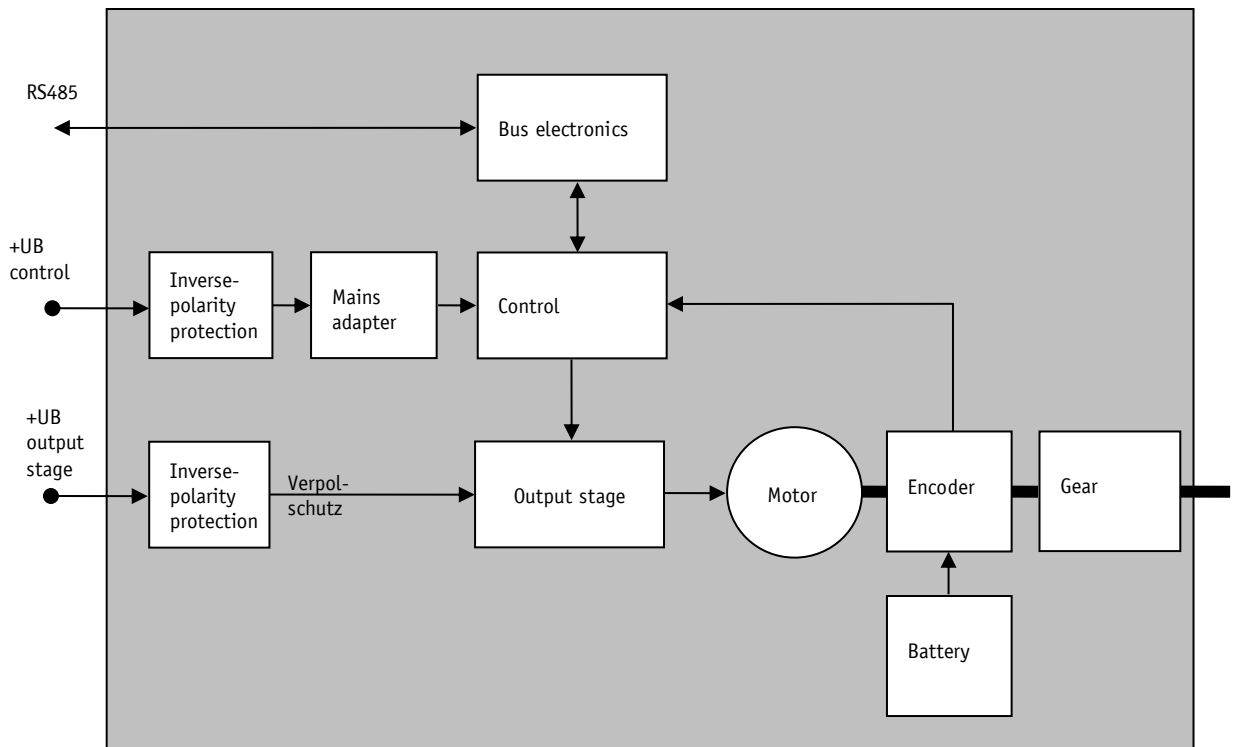 RS485
Bus electronics
+UB
control
Inverse-
polarity
protection
Mains
adapter
Control
+UB
output
stage
Inverse-
polarity
protection
Verpol-
schutz
Output stage
Motor
Encoder
Gear
Battery